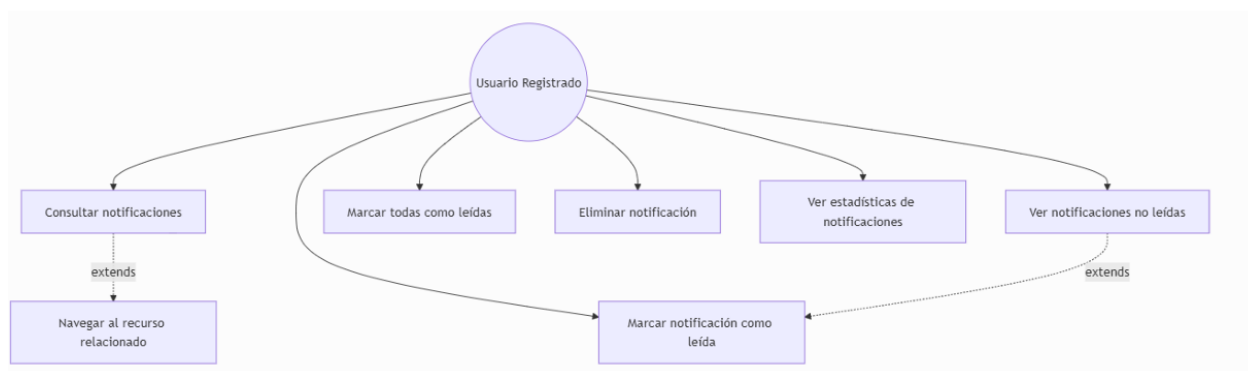 Usuario Registrado
Consultar notificaciones
Marcar todas como leídas
Eliminar notificación
Ver estadísticas de
notificaciones
Ver notificaciones no leídas
extends
extends
Navegar al recurso
relacionado
Marcar notificación como
leída